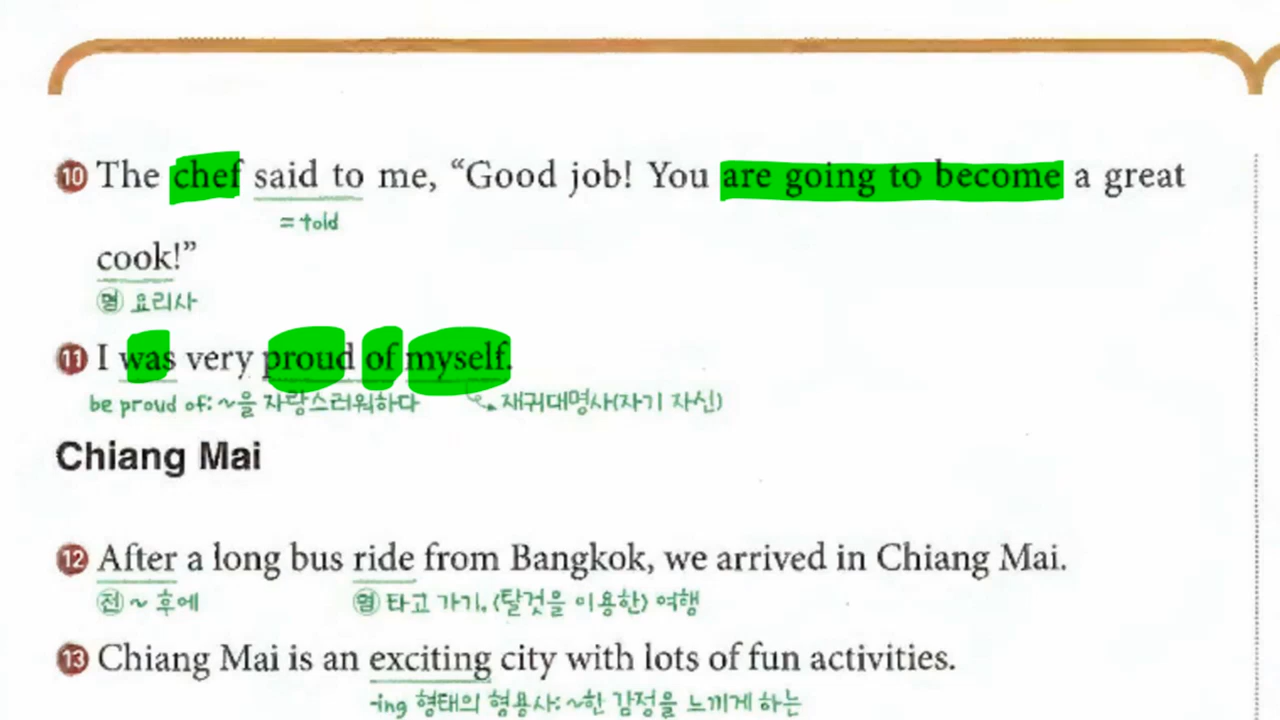 10 The chef said to me, “Good job! You are going to become a great
= told
cook!”
명 요리사
11 I was very proud of myself.
be proud of: ~을 자랑스러워하다 재귀대명사(자기 자신)
Chiang Mai
12 After a long bus ride from Bangkok, we arrived in Chiang Mai.
전 ~ 후에 명 타고 가기, (탈것을 이용한) 여행
13 Chiang Mai is an exciting city with lots of fun activities.
-ing 형태의 형용사: ~한 감정을 느끼게 하는